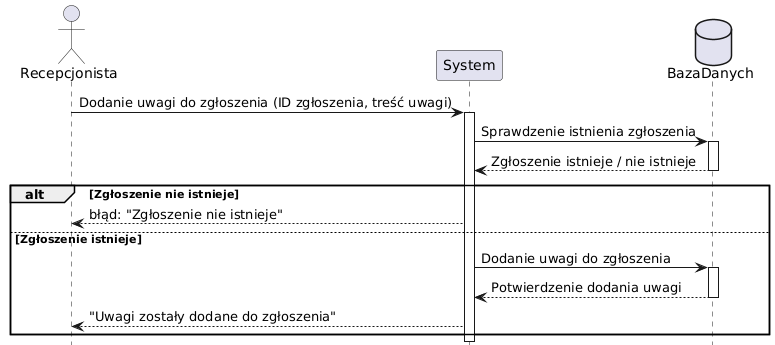 Recepcjonista
System
BazaDanych
Dodanie uwagi do zgłoszenia (ID zgłoszenia, treść uwagi)
Sprawdzenie istnienia zgłoszenia
Zgłoszenie istnieje / nie istnieje
alt [Zgłoszenie nie istnieje]
błąd: "Zgłoszenie nie istnieje"
[Zgłoszenie istnieje]
Dodanie uwagi do zgłoszenia
Potwierdzenie dodania uwagi
"Uwagi zostały dodane do zgłoszenia"